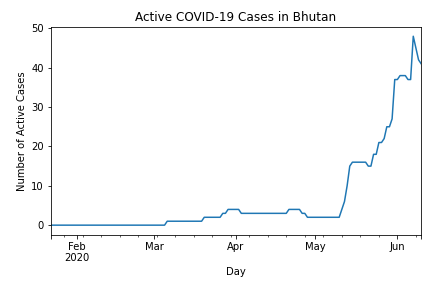 Active COVID-19 Cases in Bhutan
Number of Active Cases
50
40
30
20
10
0
Feb
2020
Mar
Apr
May
Jun
Day